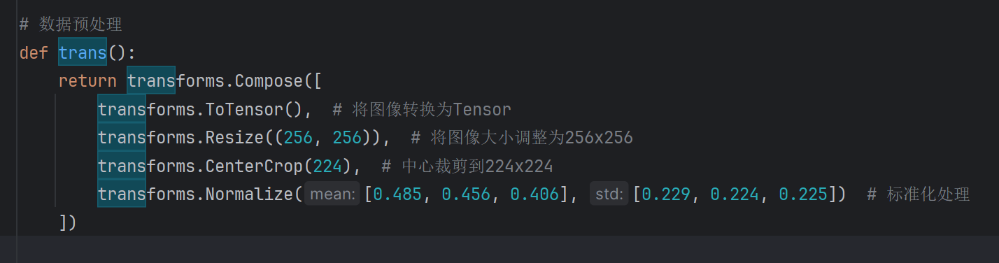 # 数据预处理
def trans():
    return transforms.Compose([
        transforms.ToTensor(),  # 将图像转换为Tensor
        transforms.Resize((256, 256)),  # 将图像大小调整为256x256
        transforms.CenterCrop(224),  # 中心裁剪到224x224
        transforms.Normalize( mean: [0.485, 0.456, 0.406], std: [0.229, 0.224, 0.225])  # 标准化处理
    ])